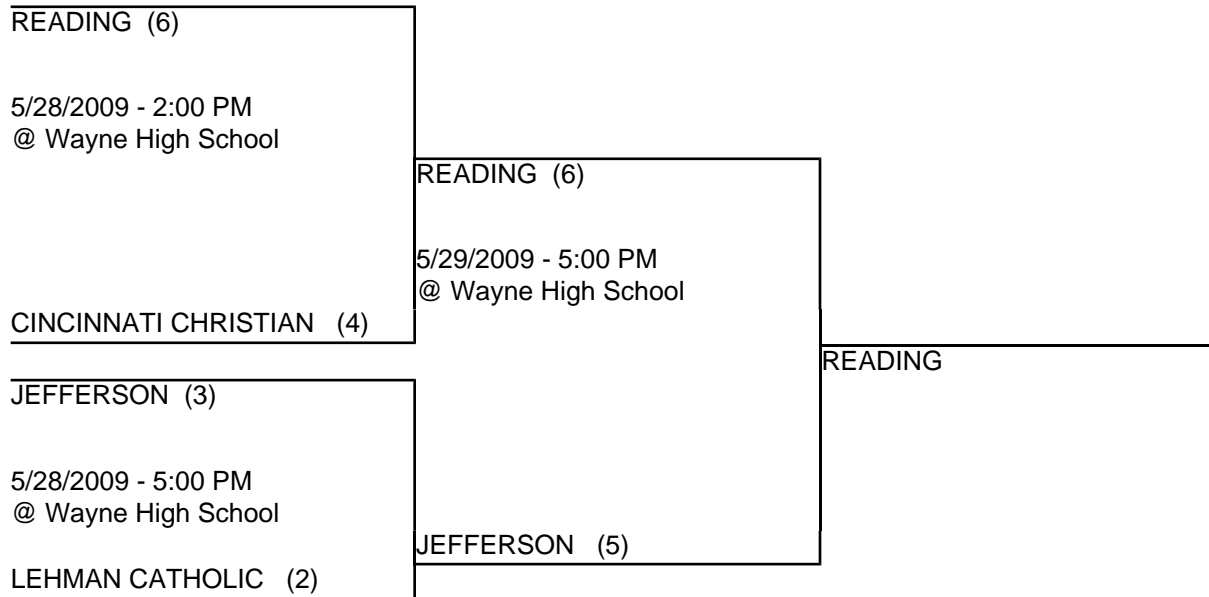 READING (6)
5/28/2009 - 2:00 PM
@ Wayne High School
CINCINNATI CHRISTIAN (4)
JEFFERSON (3)
5/28/2009 - 5:00 PM
@ Wayne High School
LEHMAN CATHOLIC (2)
READING (6)
5/29/2009 - 5:00 PM
@ Wayne High School
JEFFERSON (5)
READING